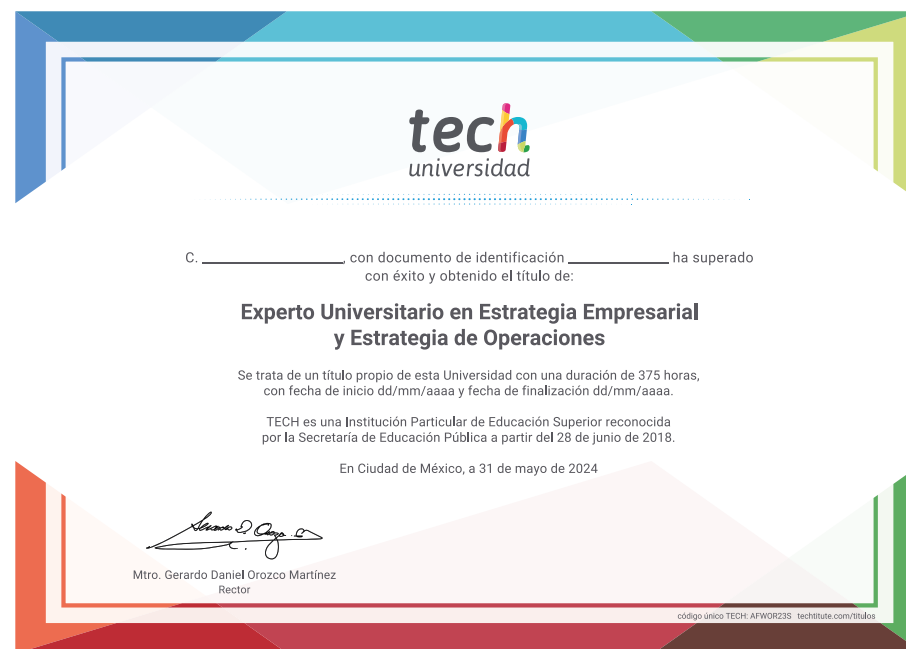 tech
universidad
C. ____________, con documento de identificación ____________ ha superado
con éxito y obtenido el título de:
Experto Universitario en Estrategia Empresarial
y Estrategia de Operaciones
Se trata de un título propio de esta Universidad con una duración de 375 horas,
con fecha de inicio dd/mm/aaaa y fecha de finalización dd/mm/aaaa.
TECH es una Institución Particular de Educación Superior reconocida
por la Secretaría de Educación Pública a partir del 28 de junio de 2018.
En Ciudad de México, a 31 de mayo de 2024
Mtro. Gerardo Daniel Orozco Martínez
Rector
código único TECH: AFWOR23S techtitute.com/titulos